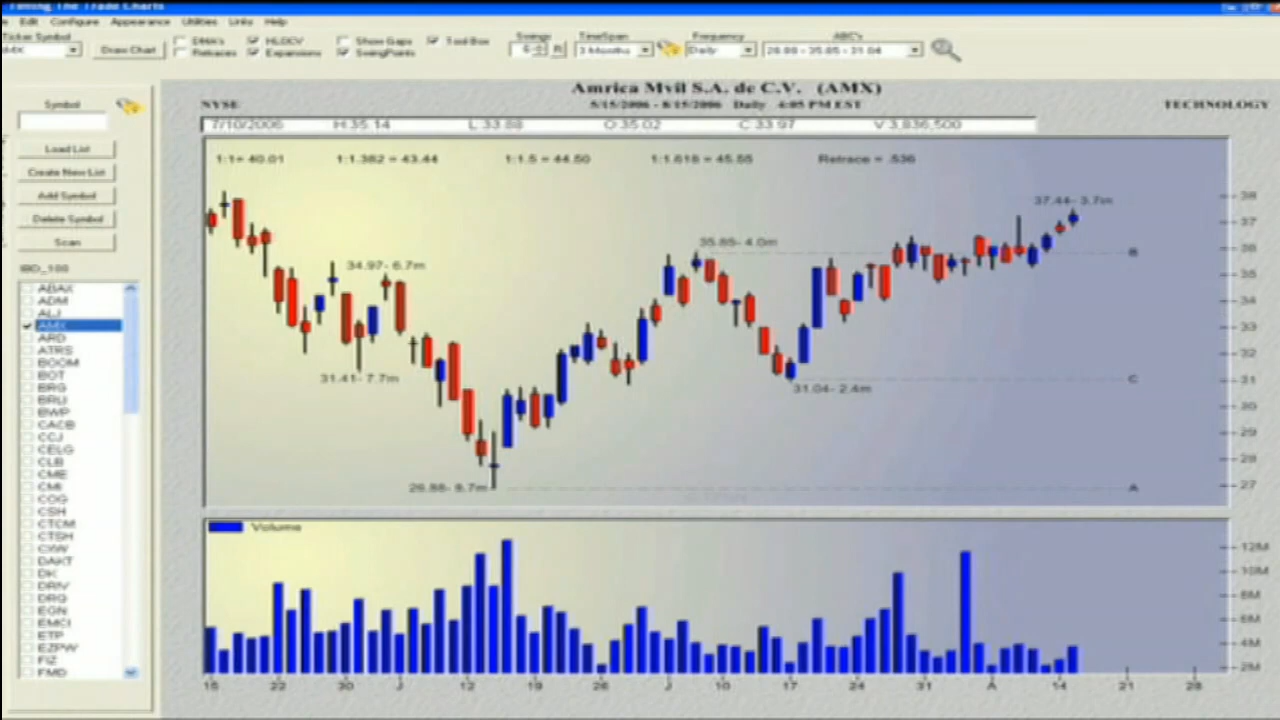 Timing The Trade Charts
Edit Configure Appearance Utilities Links Help
Ticker Symbol
AMX
Draw Chart
DMA's
Retraces
HLOCV
Expansions
Show Gaps
SwingPoints
Tool Box
Swings
R
TimeSpan
3 Months
Frequency
Daily
ABC's
26.88 - 35.85 - 31.04
Amrica Mvil S.A. de C.V. (AMX)
NYSE
5/15/2006 - 8/15/2006 Daily 4:05 PM EST
TECHNOLOGY
7/10/2006 H:35.14 L:33.88 O:35.02 C:33.97 V:3,836,500
1:1= 40.01 1:1.382 = 43.44 1:1.5 = 44.50 1:1.618 = 45.55 Retrace = .536
Symbol
Load List
Create New List
Add Symbol
Delete Symbol
Scan
IBD_100
ABAX
ADM
ALJ
AMX
ARD
ATRS
BOOM
BOT
BRG
BRLI
BWP
CACB
CCJ
CELG
CLB
CME
CMI
COG
CSH
CTCM
CTSH
CXW
DAKT
DK
DRIV
DRQ
EGN
EMCI
ETP
EZPW
FIZ
FMD
37.44- 3.7m
35.85- 4.0m
34.97- 6.7m
31.41- 7.7m
31.04- 2.4m
26.88- 8.7m
B
C
A
38
37
36
35
34
33
32
31
30
29
28
27
Volume
12M
10M
8M
6M
4M
2M
15 22 30 J 12 19 26 J 10 17 24 31 A 14 21 28